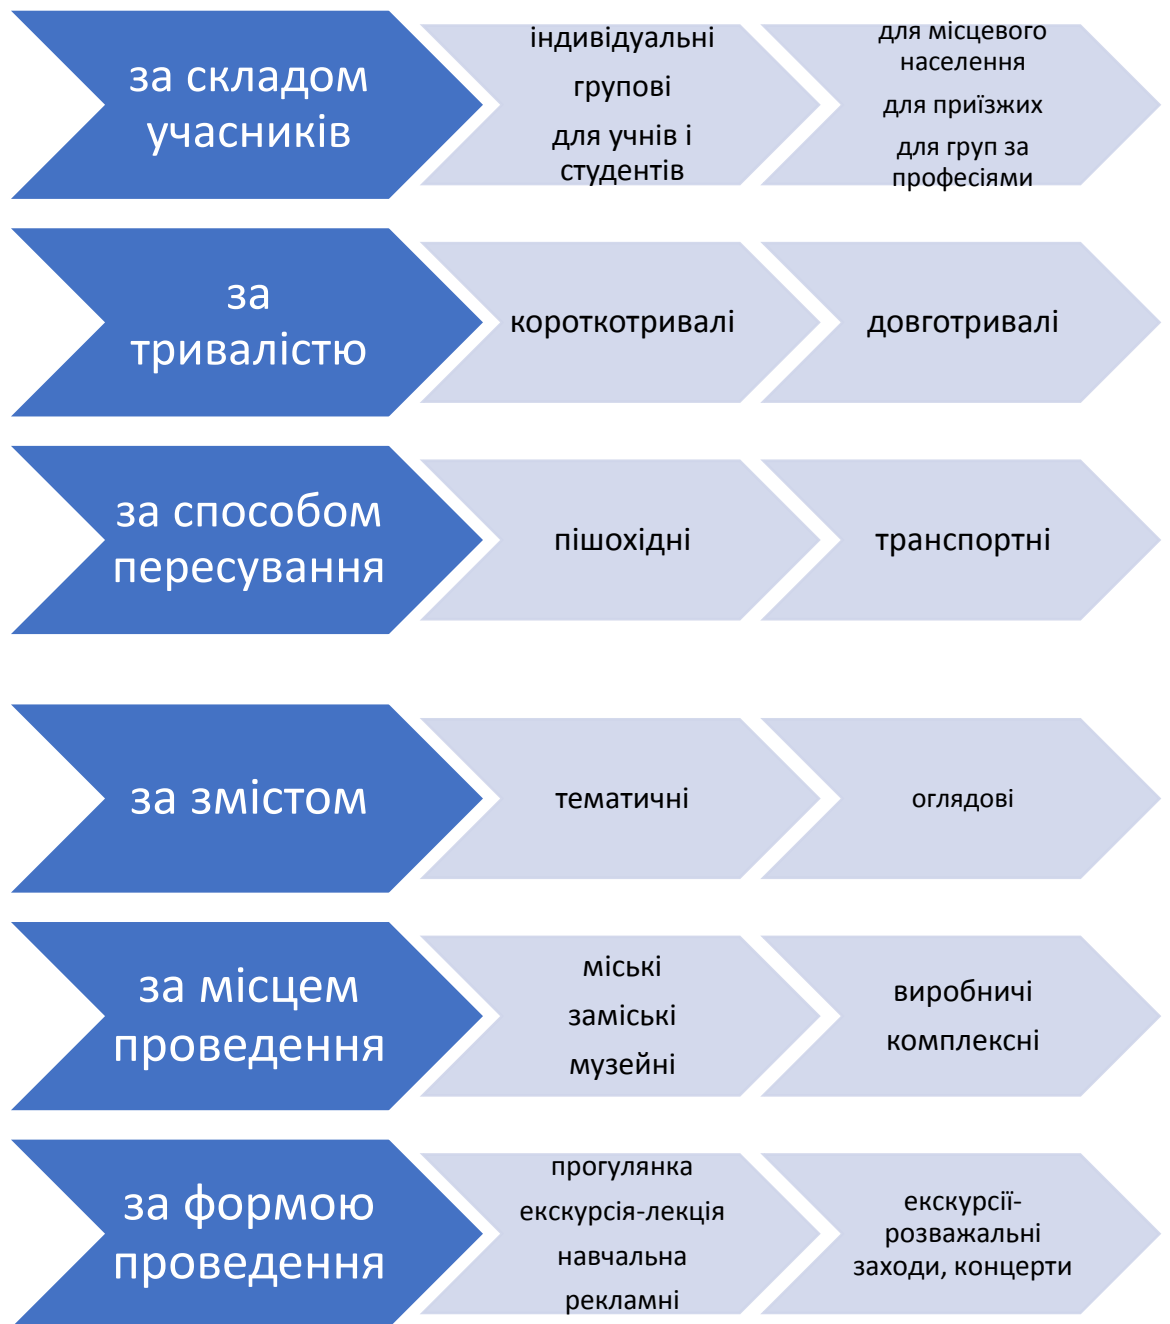 за складом
учасників
індивідуальні
групові
для учнів і
студентів
для місцевого
населення
для приїзжих
для груп за
професіями
за
тривалістю
короткотривалі
довготривалі
за способом
пересування
пішохідні
транспортні
за змістом
тематичні
оглядові
за місцем
проведення
міські
заміські
музейні
виробничі
комплексні
за формою
проведення
прогулянка
екскурсія-лекція
навчальна
рекламні
екскурсії-
розважальні
заходи, концерти